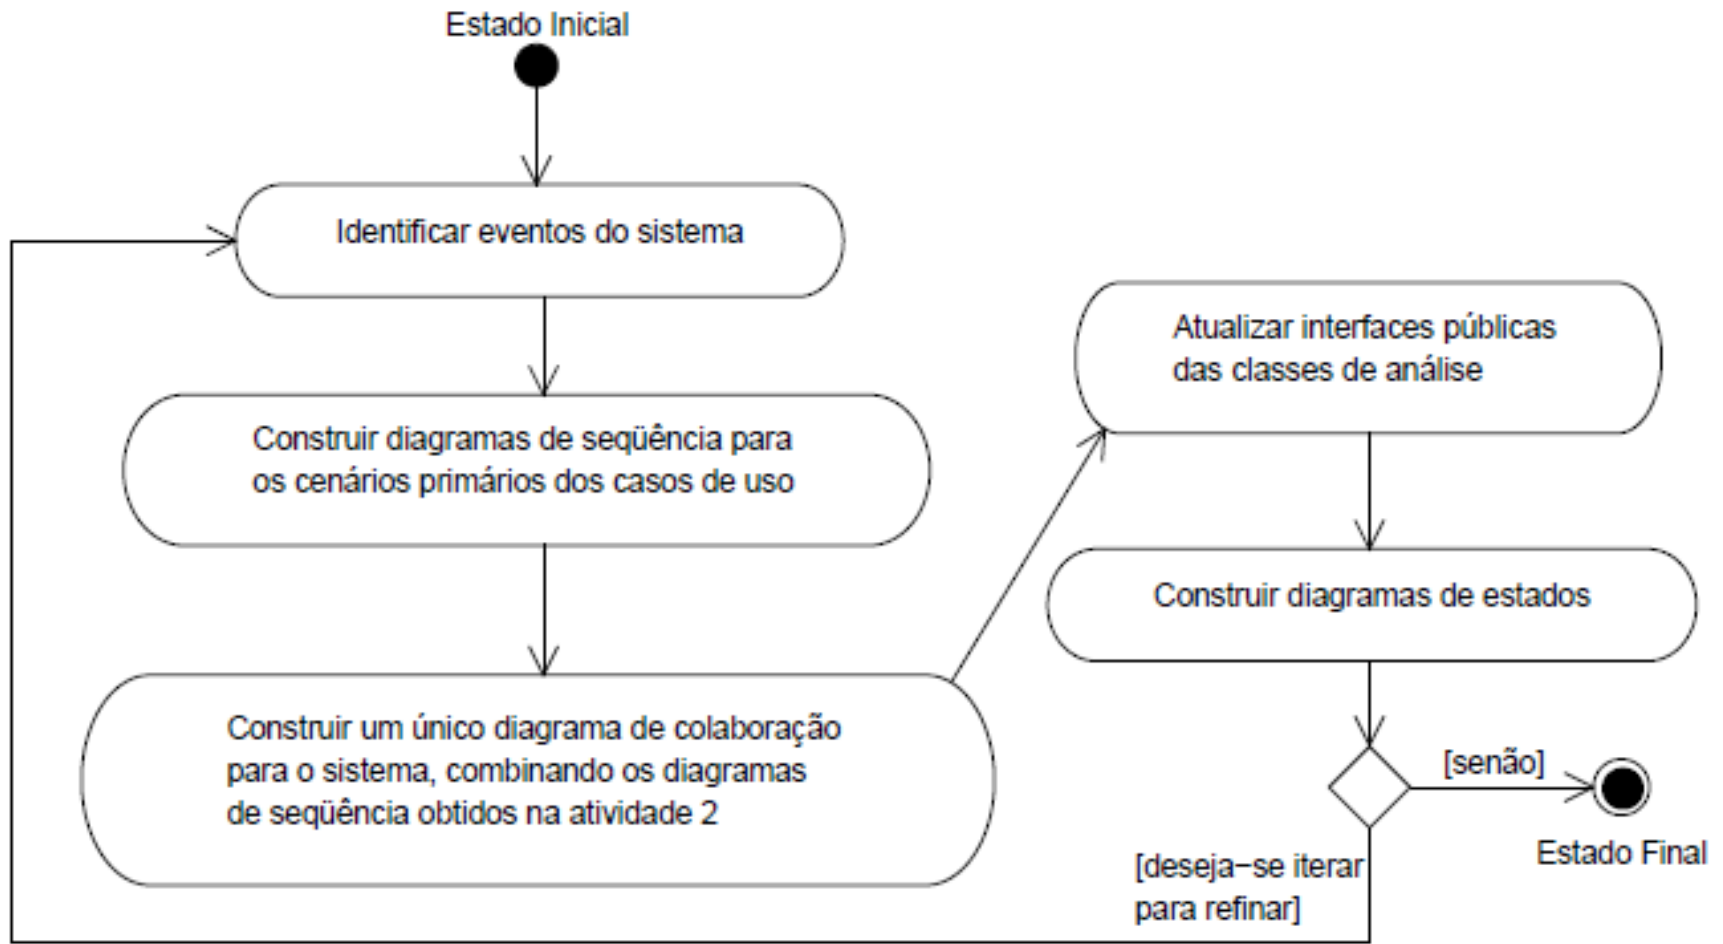 Estado Inicial
Identificar eventos do sistema
Construir diagramas de seqüência para
os cenários primários dos casos de uso
Construir um único diagrama de colaboração
para o sistema, combinando os diagramas
de seqüência obtidos na atividade 2
Atualizar interfaces públicas
das classes de análise
Construir diagramas de estados
[senão]
Estado Final
[deseja−se iterar
para refinar]